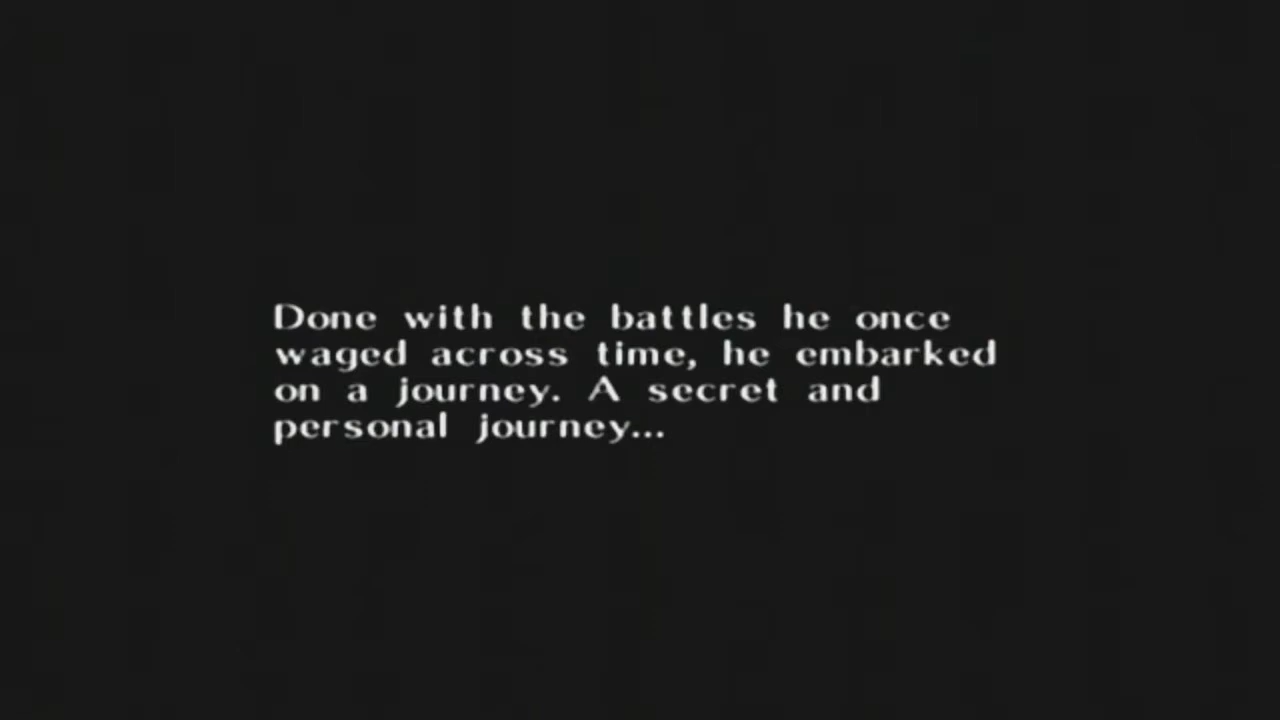 Done with the battles he once
waged across time, he embarked
on a journey. A secret and
personal journey...